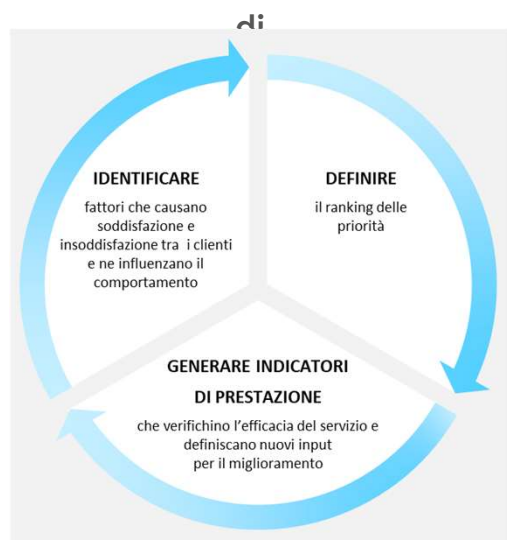 di
IDENTIFICARE
fattori che causano
soddisfazione e
insoddisfazione tra i clienti
e ne influenzano il
comportamento
DEFINIRE
il ranking delle
priorità
GENERARE INDICATORI
DI PRESTAZIONE
che verifichino l’efficacia del servizio e
definiscano nuovi input
per il miglioramento